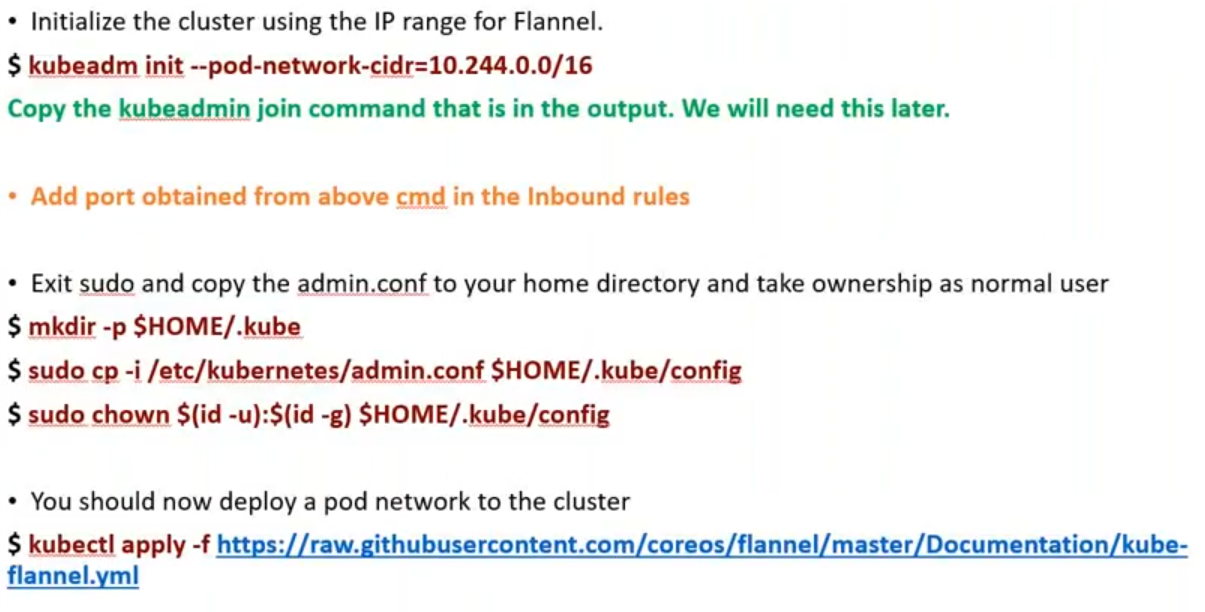 • Initialize the cluster using the IP range for Flannel.
$ kubeadm init --pod-network-cidr=10.244.0.0/16
Copy the kubeadmin join command that is in the output. We will need this later.
• Add port obtained from above cmd in the Inbound rules
• Exit sudo and copy the admin.conf to your home directory and take ownership as normal user
$ mkdir -p $HOME/.kube
$ sudo cp -i /etc/kubernetes/admin.conf $HOME/.kube/config
$ sudo chown $(id -u):$(id -g) $HOME/.kube/config
• You should now deploy a pod network to the cluster
$ kubectl apply -f https://raw.githubusercontent.com/coreos/flannel/master/Documentation/kube-
flannel.yml